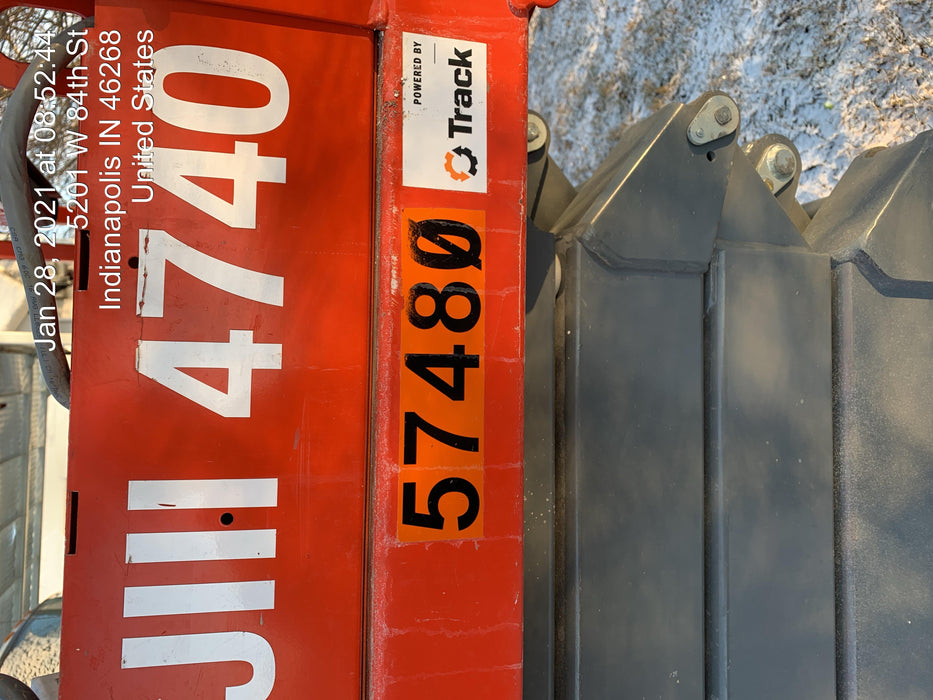 Jan 28, 2021 at 08:52:44
5201 W 84th St
Indianapolis IN 46268
United States
JIII 4740
POWERED BY
Track
57480